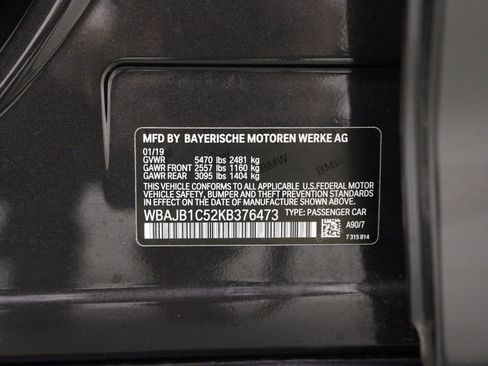 MFD BY BAYERISCHE MOTOREN WERKE AG
01/19
GVWR 5470 lbs 2481 kg
GAWR FRONT 2557 lbs 1160 kg
GAWR REAR 3095 lbs 1404 kg
BMW
BMW
THIS VEHICLE CONFORMS TO ALL APPLICABLE U.S. FEDERAL MOTOR
VEHICLE SAFETY, BUMPER AND THEFT PREVENTION STANDARDS
IN EFFECT ON THE DATE OF MANUFACTURE SHOWN ABOVE.
WBAJB1C52KB376473 TYPE: PASSENGER CAR
A90/7
7 315 814